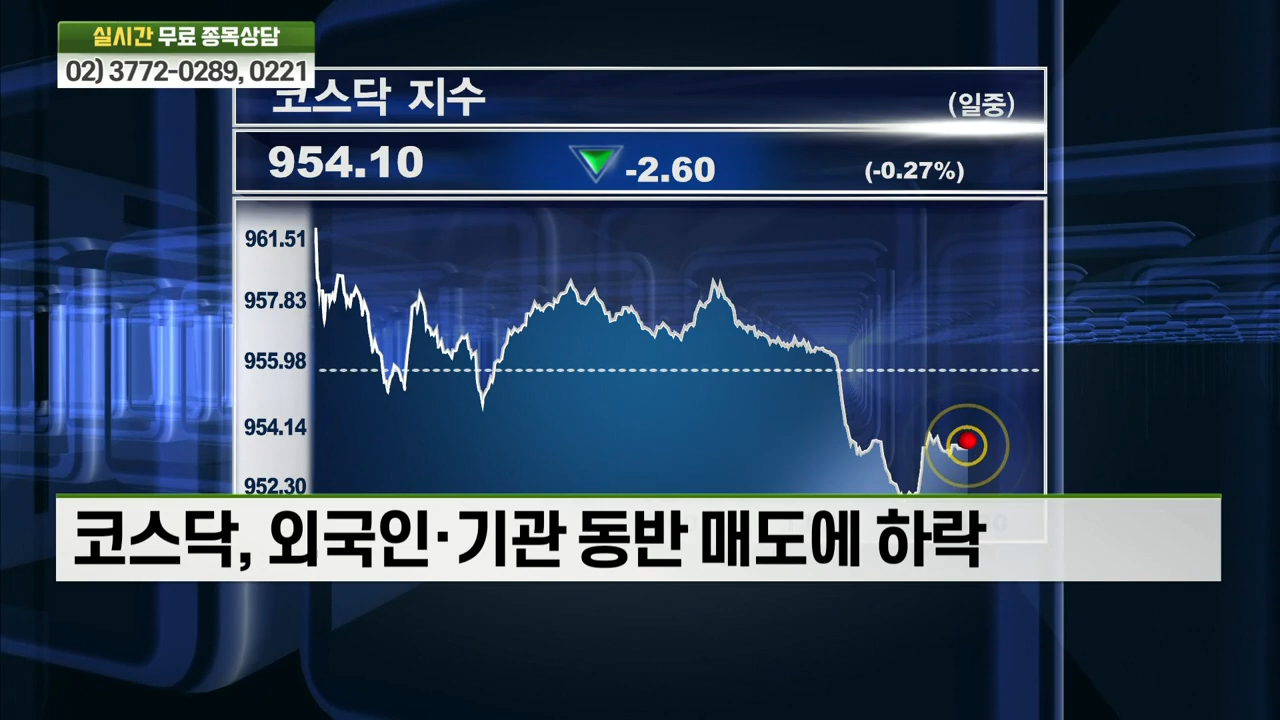 실시간 무료 종목상담
02) 3772-0289, 0221
코스닥 지수
(일중)
954.10
-2.60
(-0.27%)
961.51
957.83
955.98
954.14
952.30
코스닥, 외국인·기관 동반 매도에 하락